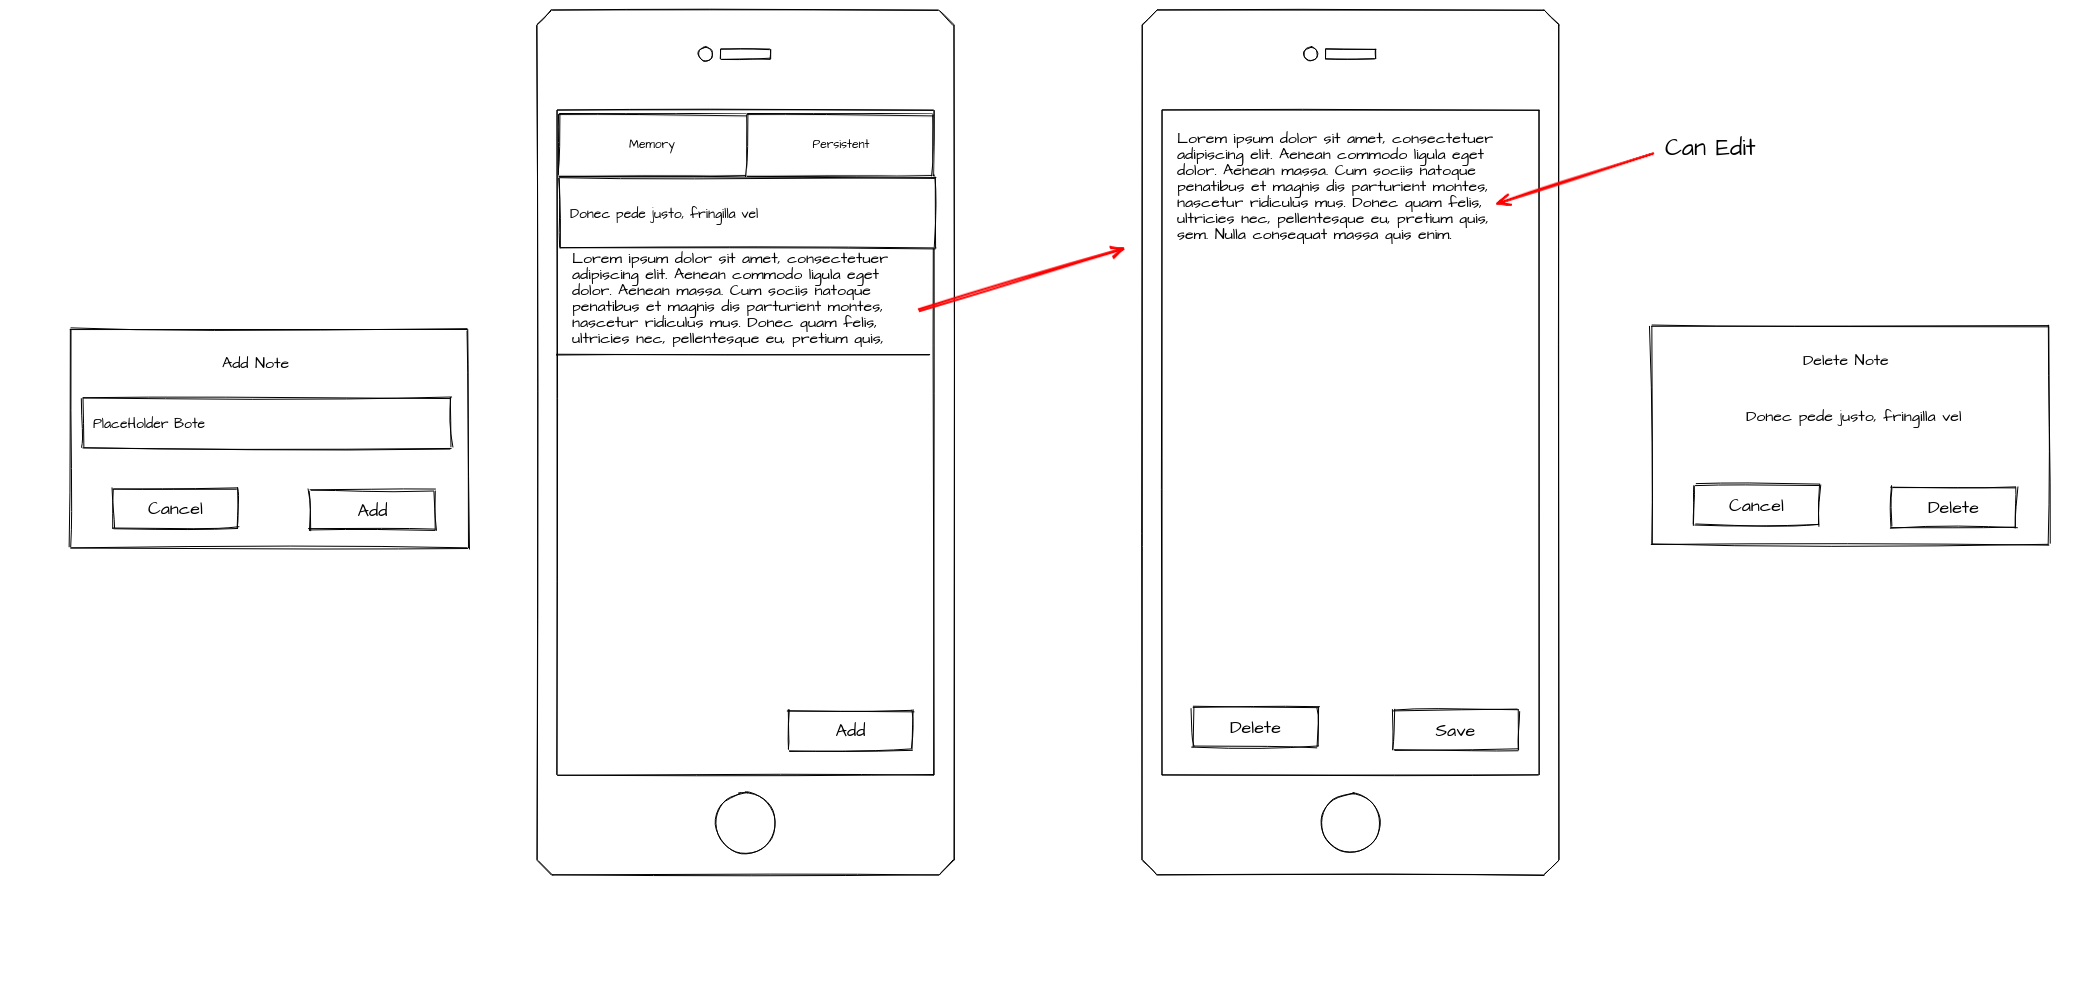 Add Note
PlaceHolder Bote
Cancel
Add
Memory
Persistent
Donec pede justo, fringilla vel
Lorem ipsum dolor sit amet, consectetuer
adipiscing elit. Aenean commodo ligula eget
dolor. Aenean massa. Cum sociis natoque
penatibus et magnis dis parturient montes,
nascetur ridiculus mus. Donec quam felis,
ultricies nec, pellentesque eu, pretium quis,
Add
Lorem ipsum dolor sit amet, consectetuer
adipiscing elit. Aenean commodo ligula eget
dolor. Aenean massa. Cum sociis natoque
penatibus et magnis dis parturient montes,
nascetur ridiculus mus. Donec quam felis,
ultricies nec, pellentesque eu, pretium quis,
sem. Nulla consequat massa quis enim.
Delete
Save
Can Edit
Delete Note
Donec pede justo, fringilla vel
Cancel
Delete